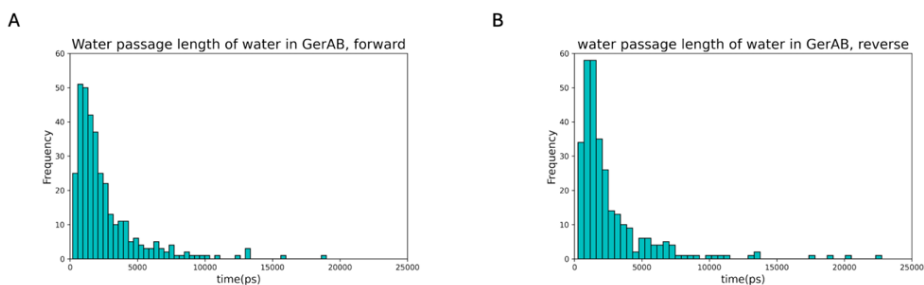 A
Water passage length of water in GerAB, forward
60
50
40
30
20
10
0
Frequency
0 5000 10000 15000 20000 25000
time(ps)
B
water passage length of water in GerAB, reverse
60
50
40
30
20
10
0
Frequency
0 5000 10000 15000 20000 25000
time(ps)